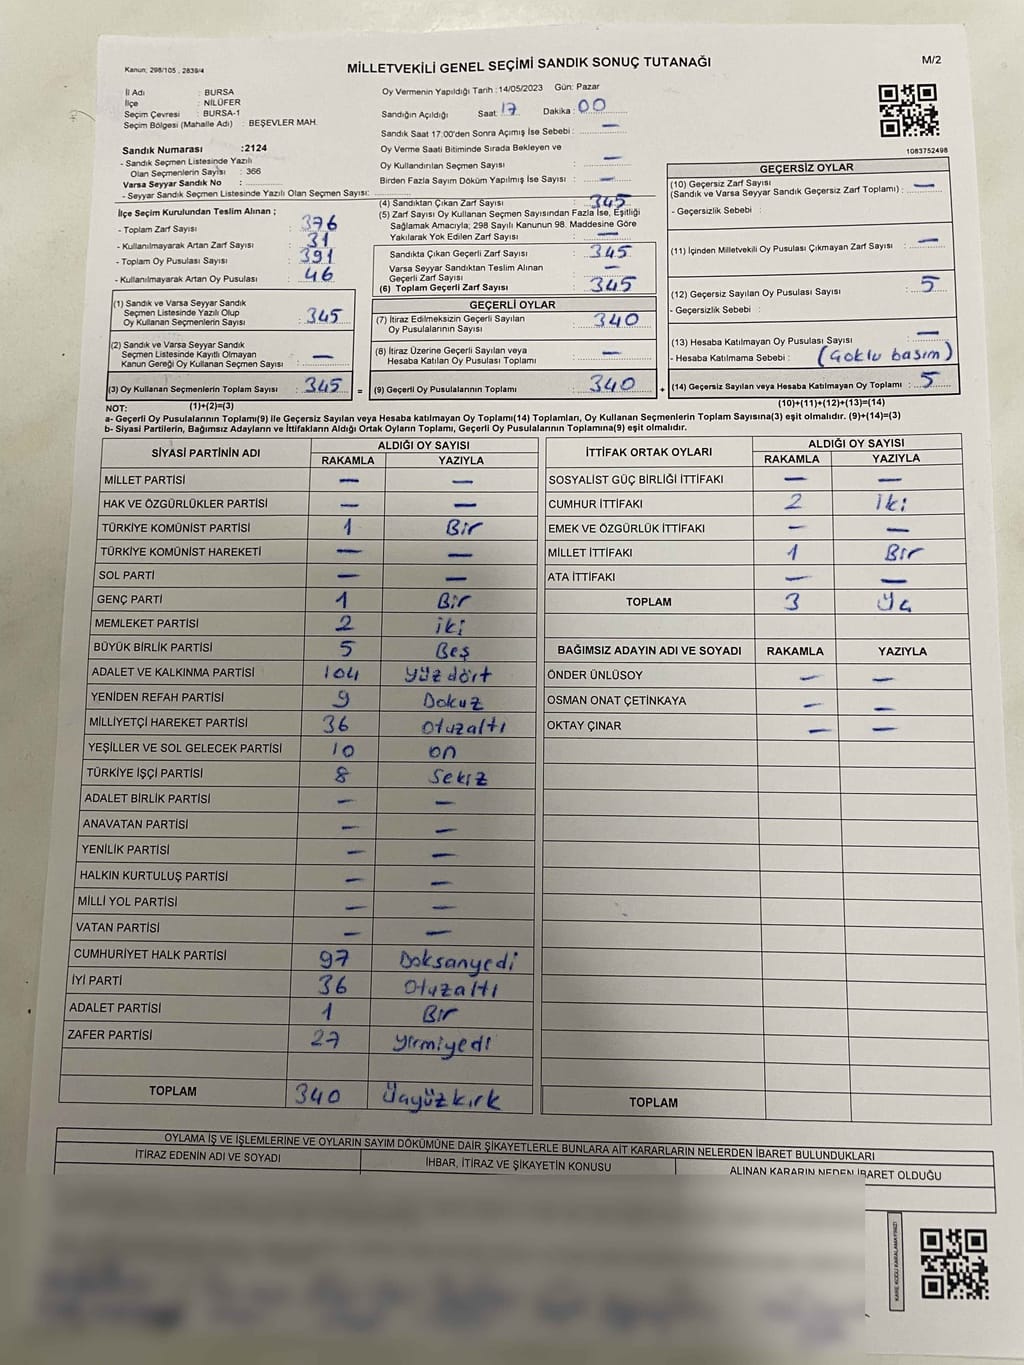 Kanun; 298/105 , 2839/4
MİLLETVEKİLİ GENEL SEÇİMİ SANDIK SONUÇ TUTANAĞI
M/2
İl Adı : BURSA
İlçe : NİLÜFER
Seçim Çevresi : BURSA-1
Seçim Bölgesi (Mahalle Adı) : BEŞEVLER MAH.
Sandık Numarası :2124
- Sandık Seçmen Listesinde Yazılı
Olan Seçmenlerin Sayısı : 366
Varsa Seyyar Sandık No :
- Seyyar Sandık Seçmen Listesinde Yazılı Olan Seçmen Sayısı:
Oy Vermenin Yapıldığı Tarih :14/05/2023 Gün: Pazar
Sandığın Açıldığı Saat: 17 Dakika : 00
Sandık Saat 17:00'den Sonra Açımış İse Sebebi : —
Oy Verme Saati Bitiminde Sırada Bekleyen ve
Oy Kullandırılan Seçmen Sayısı : —
Birden Fazla Sayım Döküm Yapılmış İse Sayısı : —
1083752498
İlçe Seçim Kurulundan Teslim Alınan ;
- Toplam Zarf Sayısı : 376
- Kullanılmayarak Artan Zarf Sayısı : 31
- Toplam Oy Pusulası Sayısı : 391
- Kullanılmayarak Artan Oy Pusulası : 46
(1) Sandık ve Varsa Seyyar Sandık
Seçmen Listesinde Yazılı Olup
Oy Kullanan Seçmenlerin Sayısı : 345
(2) Sandık ve Varsa Seyyar Sandık
Seçmen Listesinde Kayıtlı Olmayan
Kanun Gereği Oy Kullanan Seçmen Sayısı : —
(3) Oy Kullanan Seçmenlerin Toplam Sayısı : 345 =
(1)+(2)=(3)
(4) Sandıktan Çıkan Zarf Sayısı : 345
(5) Zarf Sayısı Oy Kullanan Seçmen Sayısından Fazla İse, Eşitliği
Sağlamak Amacıyla; 298 Sayılı Kanunun 98. Maddesine Göre
Yakılarak Yok Edilen Zarf Sayısı : —
Sandıkta Çıkan Geçerli Zarf Sayısı : 345
Varsa Seyyar Sandıktan Teslim Alınan
Geçerli Zarf Sayısı : —
(6) Toplam Geçerli Zarf Sayısı : 345
GEÇERLİ OYLAR
(7) İtiraz Edilmeksizin Geçerli Sayılan
Oy Pusulalarının Sayısı : 340
(8) İtiraz Üzerine Geçerli Sayılan veya
Hesaba Katılan Oy Pusulası Toplamı : —
(9) Geçerli Oy Pusulalarının Toplamı : 340 +
GEÇERSİZ OYLAR
(10) Geçersiz Zarf Sayısı
(Sandık ve Varsa Seyyar Sandık Geçersiz Zarf Toplamı) : —
- Geçersizlik Sebebi :
(11) İçinden Milletvekili Oy Pusulası Çıkmayan Zarf Sayısı : —
(12) Geçersiz Sayılan Oy Pusulası Sayısı : 5
- Geçersizlik Sebebi :
(13) Hesaba Katılmayan Oy Pusulası Sayısı : —
- Hesaba Katılmama Sebebi : (Çoklu basım)
(14) Geçersiz Sayılan veya Hesaba Katılmayan Oy Toplamı : 5
(10)+(11)+(12)+(13)=(14)
NOT:
a- Geçerli Oy Pusulalarının Toplamı(9) ile Geçersiz Sayılan veya Hesaba katılmayan Oy Toplamı(14) Toplamları, Oy Kullanan Seçmenlerin Toplam Sayısına(3) eşit olmalıdır. (9)+(14)=(3)
b- Siyasi Partilerin, Bağımsız Adayların ve İttifakların Aldığı Ortak Oyların Toplamı, Geçerli Oy Pusulalarının Toplamına(9) eşit olmalıdır.
SİYASİ PARTİNİN ADI ALDIĞI OY SAYISI
RAKAMLA YAZIYLA
MİLLET PARTİSİ — —
HAK VE ÖZGÜRLÜKLER PARTİSİ — —
TÜRKİYE KOMÜNİST PARTİSİ 1 Bir
TÜRKİYE KOMÜNİST HAREKETİ — —
SOL PARTİ — —
GENÇ PARTİ 1 Bir
MEMLEKET PARTİSİ 2 iki
BÜYÜK BİRLİK PARTİSİ 5 Beş
ADALET VE KALKINMA PARTİSİ 104 yüzdört
YENİDEN REFAH PARTİSİ 9 Dokuz
MİLLİYETÇİ HAREKET PARTİSİ 36 otuzaltı
YEŞİLLER VE SOL GELECEK PARTİSİ 10 on
TÜRKİYE İŞÇİ PARTİSİ 8 sekiz
ADALET BİRLİK PARTİSİ — —
ANAVATAN PARTİSİ — —
YENİLİK PARTİSİ — —
HALKIN KURTULUŞ PARTİSİ — —
MİLLİ YOL PARTİSİ — —
VATAN PARTİSİ — —
CUMHURİYET HALK PARTİSİ 97 Doksanyedi
İYİ PARTİ 36 otuzaltı
ADALET PARTİSİ 1 Bir
ZAFER PARTİSİ 27 yirmiyedi
TOPLAM 340 Üçyüzkırk
İTTİFAK ORTAK OYLARI ALDIĞI OY SAYISI
RAKAMLA YAZIYLA
SOSYALİST GÜÇ BİRLİĞİ İTTİFAKI — —
CUMHUR İTTİFAKI 2 iki
EMEK VE ÖZGÜRLÜK İTTİFAKI — —
MİLLET İTTİFAKI 1 Bir
ATA İTTİFAKI — —
TOPLAM 3 Üç
BAĞIMSIZ ADAYIN ADI VE SOYADI RAKAMLA YAZIYLA
ÖNDER ÜNLÜSOY — —
OSMAN ONAT ÇETİNKAYA — —
OKTAY ÇINAR — —
TOPLAM
OYLAMA İŞ VE İŞLEMLERİNE VE OYLARIN SAYIM DÖKÜMÜNE DAİR ŞİKAYETLERLE BUNLARA AİT KARARLARIN NELERDEN İBARET BULUNDUKLARI
İTİRAZ EDENİN ADI VE SOYADI İHBAR, İTİRAZ VE ŞİKAYETİN KONUSU ALINAN KARARIN NEDEN İBARET OLDUĞU
KARE KODU KARALAMAYINIZ!